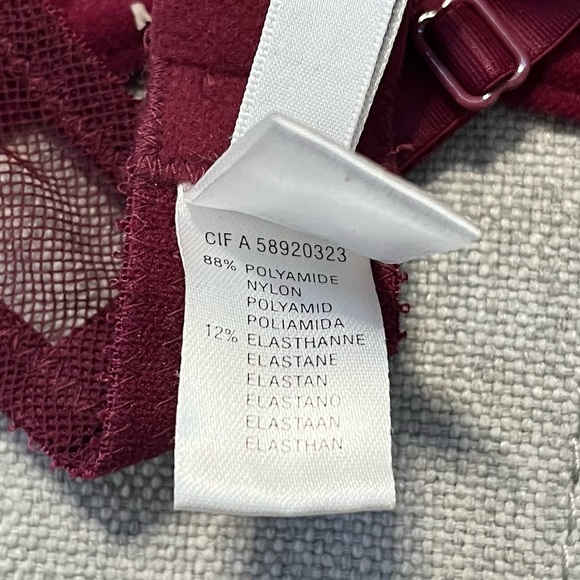 CIF A 58920323
88% POLYAMIDE
NYLON
POLYAMID
POLIAMIDA
12% ELASTHANNE
ELASTANE
ELASTAN
ELASTANO
ELASTAAN
ELASTHAN